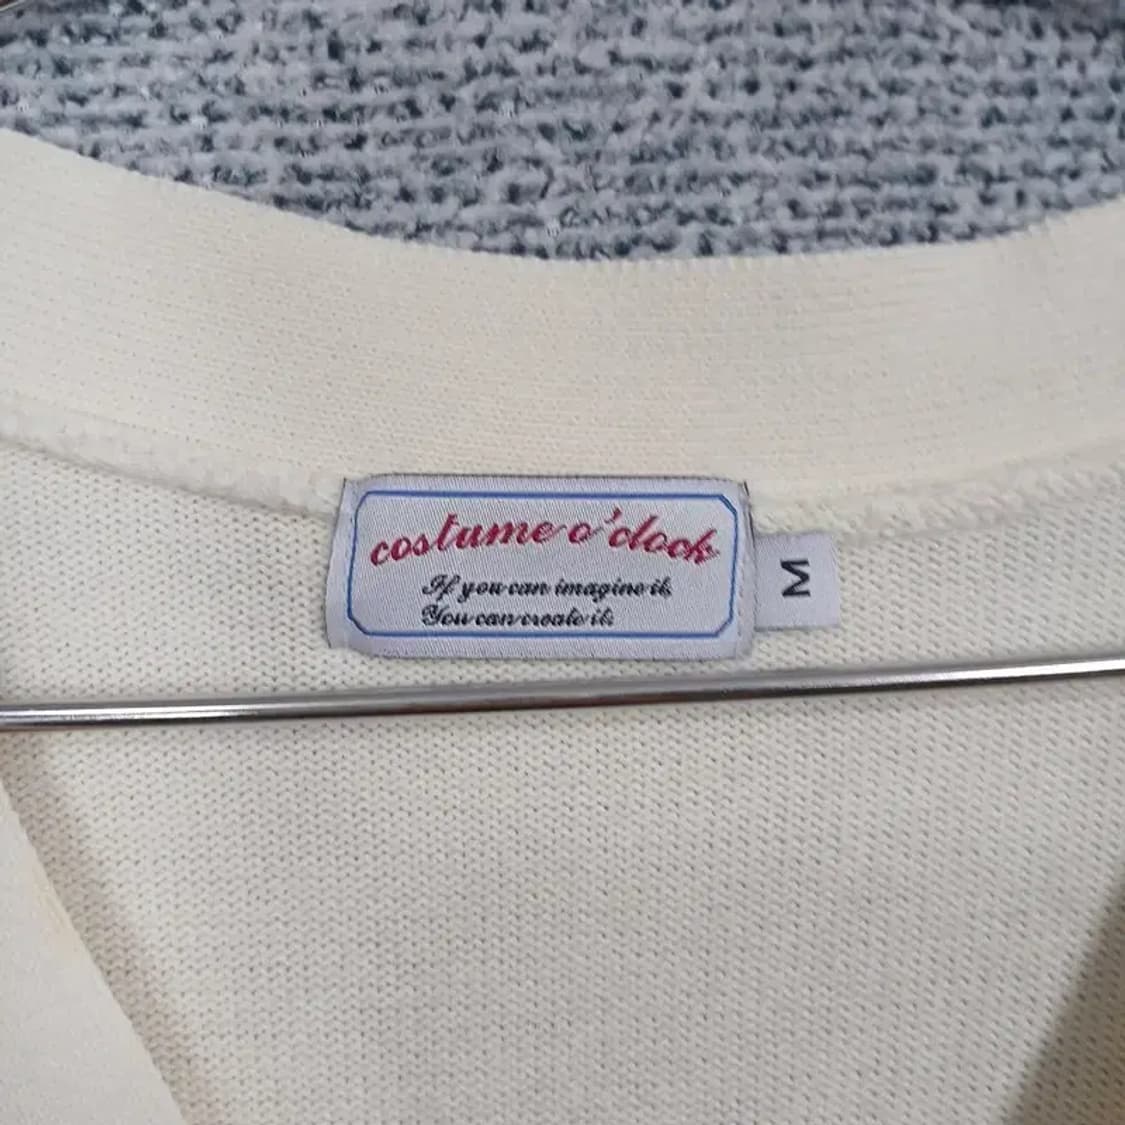 costume o'clock
If you can imagine it.
You can create it.
M